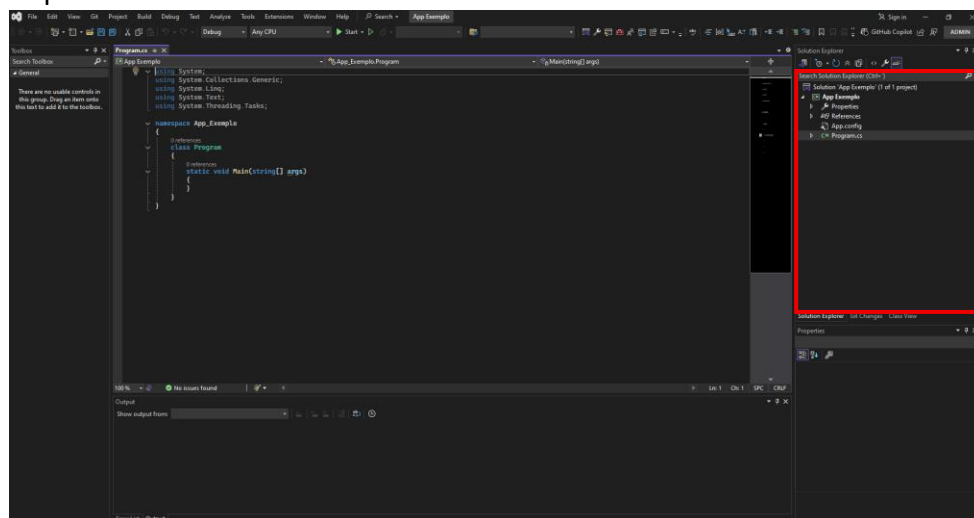 File Edit View Git Project Build Debug Test Analyze Tools Extensions Window Help Search App Exemplo Sign in
Debug Any CPU Start GitHub Copilot ADMIN
Toolbox
Search Toolbox
General
There are no usable controls in
this group. Drag an item onto
this text to add it to the toolbox.
Program.cs
App Exemplo App_Exemplo.Program Main(string[] args)
using System;
using System.Collections.Generic;
using System.Linq;
using System.Text;
using System.Threading.Tasks;
namespace App_Exemplo
{
0 references
class Program
{
0 references
static void Main(string[] args)
{
}
}
}
100 % No issues found Ln: 1 Ch: 1 SPC CRLF
Output
Show output from:
Solution Explorer
Search Solution Explorer (Ctrl+)
Solution 'App Exemplo' (1 of 1 project)
App Exemplo
Properties
References
App.config
C# Program.cs
Solution Explorer Git Changes Class View
Properties